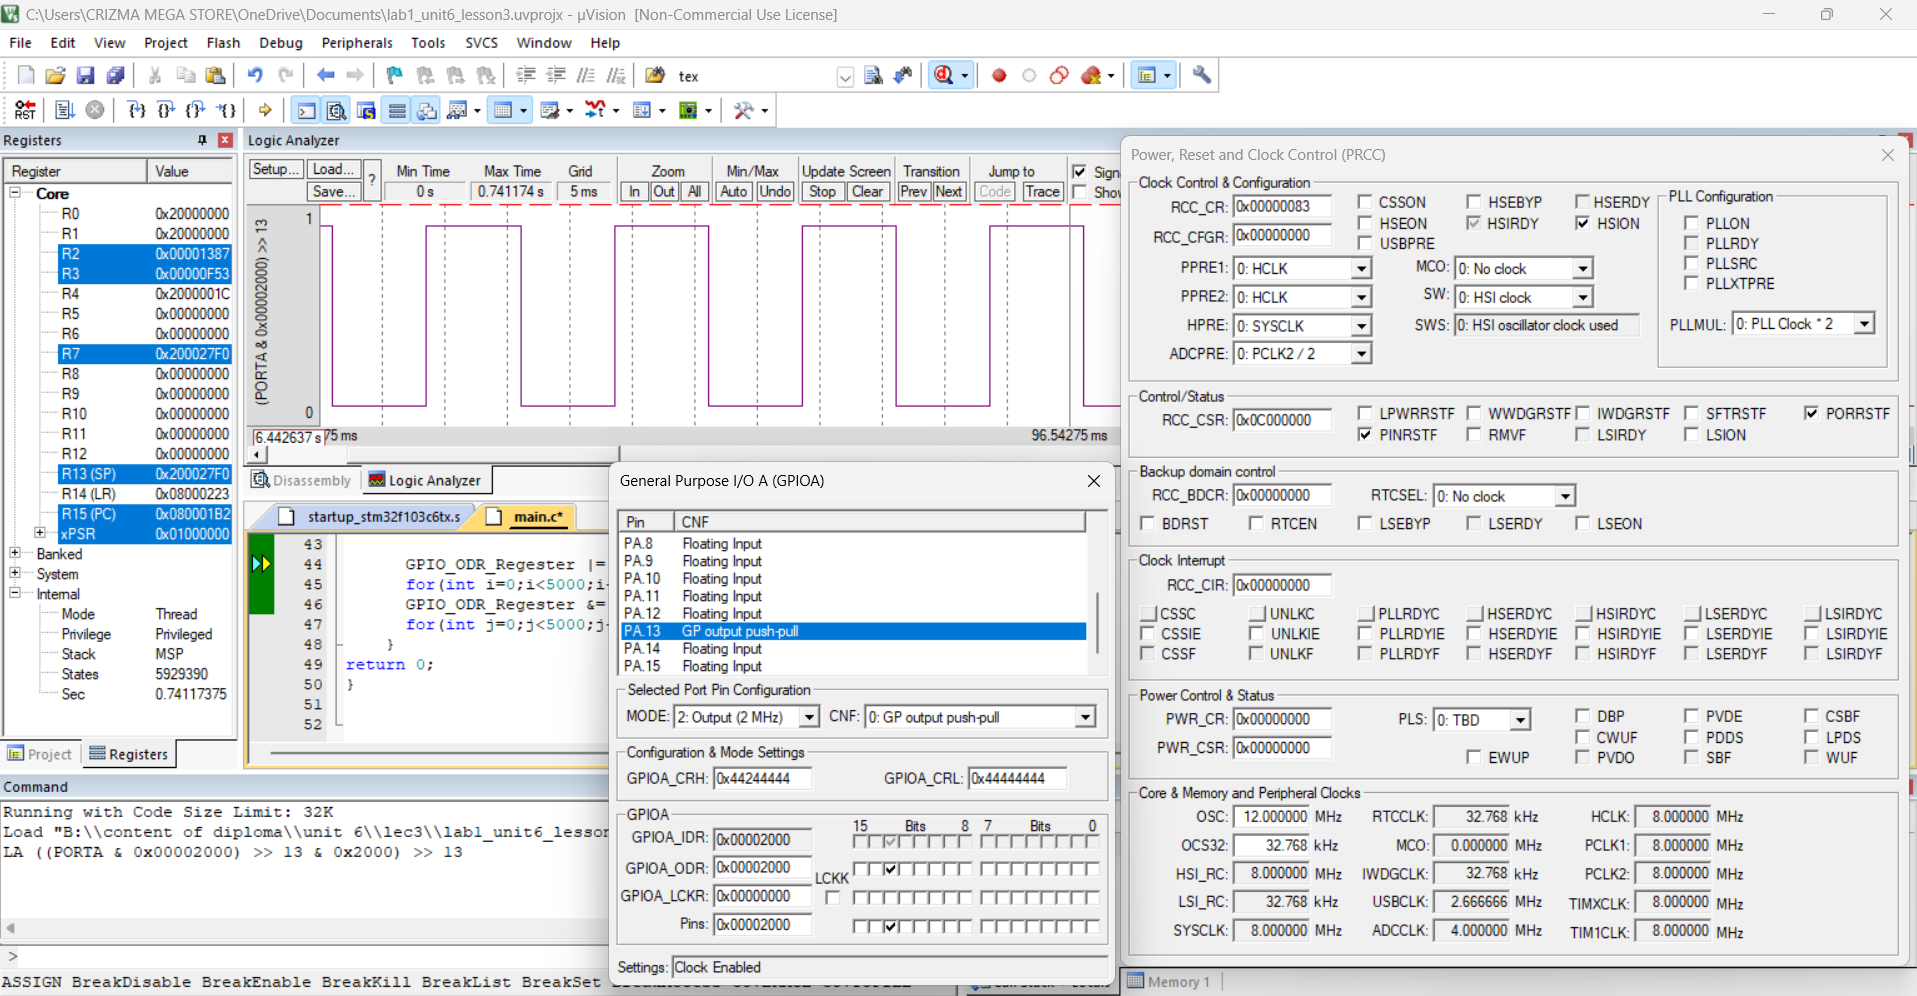 C:\Users\CRIZMA MEGA STORE\OneDrive\Documents\lab1_unit6_lesson3.uvprojx - µVision [Non-Commercial Use License]
File Edit View Project Flash Debug Peripherals Tools SVCS Window Help
tex
RST
Registers
Register Value
Core
R0 0x20000000
R1 0x20000000
R2 0x00001387
R3 0x00000F53
R4 0x2000001C
R5 0x00000000
R6 0x00000000
R7 0x200027F0
R8 0x00000000
R9 0x00000000
R10 0x00000000
R11 0x00000000
R12 0x00000000
R13 (SP) 0x200027F0
R14 (LR) 0x08000223
R15 (PC) 0x080001B2
xPSR 0x01000000
Banked
System
Internal
Mode Thread
Privilege Privileged
Stack MSP
States 5929390
Sec 0.74117375
Project Registers
Logic Analyzer
Setup... Load... Save... ?
Min Time Max Time Grid Zoom Min/Max Update Screen Transition Jump to
0 s 0.741174 s 5 ms In Out All Auto Undo Stop Clear Prev Next Code Trace
Sign
Show
(PORTA & 0x00002000) >> 13
1
0
6.442637 s 75 ms 96.54275 ms
Disassembly Logic Analyzer
startup_stm32f103c6tx.s main.c*
43
44 GPIO_ODR_Regester |=
45 for(int i=0;i<5000;i
46 GPIO_ODR_Regester &=
47 for(int j=0;j<5000;j
48 }
49 return 0;
50 }
51
52
General Purpose I/O A (GPIOA)
Pin CNF
PA.8 Floating Input
PA.9 Floating Input
PA.10 Floating Input
PA.11 Floating Input
PA.12 Floating Input
PA.13 GP output push-pull
PA.14 Floating Input
PA.15 Floating Input
Selected Port Pin Configuration
MODE: 2: Output (2 MHz) CNF: 0: GP output push-pull
Configuration & Mode Settings
GPIOA_CRH: 0x44244444 GPIOA_CRL: 0x44444444
GPIOA
15 Bits 8 7 Bits 0
GPIOA_IDR: 0x00002000
GPIOA_ODR: 0x00002000
LCKK
GPIOA_LCKR: 0x00000000
Pins: 0x00002000
Settings: Clock Enabled
Power, Reset and Clock Control (PRCC)
Clock Control & Configuration
RCC_CR: 0x00000083 CSSON HSEBYP HSERDY
HSEON HSIRDY HSION
RCC_CFGR: 0x00000000 USBPRE
PPRE1: 0: HCLK MCO: 0: No clock
PPRE2: 0: HCLK SW: 0: HSI clock
HPRE: 0: SYSCLK SWS: 0: HSI oscillator clock used
ADCPRE: 0: PCLK2 / 2
PLL Configuration
PLLON
PLLRDY
PLLSRC
PLLXTPRE
PLLMUL: 0: PLL Clock * 2
Control/Status
RCC_CSR: 0x0C000000 LPWRRSTF WWDGRSTF IWDGRSTF SFTRSTF PORRSTF
PINRSTF RMVF LSIRDY LSION
Backup domain control
RCC_BDCR: 0x00000000 RTCSEL: 0: No clock
BDRST RTCEN LSEBYP LSERDY LSEON
Clock Interrupt
RCC_CIR: 0x00000000
CSSC UNLKC PLLRDYC HSERDYC HSIRDYC LSERDYC LSIRDYC
CSSIE UNLKIE PLLRDYIE HSERDYIE HSIRDYIE LSERDYIE LSIRDYIE
CSSF UNLKF PLLRDYF HSERDYF HSIRDYF LSERDYF LSIRDYF
Power Control & Status
PWR_CR: 0x00000000 PLS: 0: TBD DBP PVDE CSBF
CWUF PDDS LPDS
PWR_CSR: 0x00000000 EWUP PVDO SBF WUF
Core & Memory and Peripheral Clocks
OSC: 12.000000 MHz RTCCLK: 32.768 kHz HCLK: 8.000000 MHz
OCS32: 32.768 kHz MCO: 0.000000 MHz PCLK1: 8.000000 MHz
HSI_RC: 8.000000 MHz IWDGCLK: 32.768 kHz PCLK2: 8.000000 MHz
LSI_RC: 32.768 kHz USBCLK: 2.666666 MHz TIMXCLK: 8.000000 MHz
SYSCLK: 8.000000 MHz ADCCLK: 4.000000 MHz TIM1CLK: 8.000000 MHz
Command
Running with Code Size Limit: 32K
Load "B:\\content of diploma\\unit 6\\lec3\\lab1_unit6_lesson
LA ((PORTA & 0x00002000) >> 13 & 0x2000) >> 13
>
ASSIGN BreakDisable BreakEnable BreakKill BreakList BreakSet
Memory 1